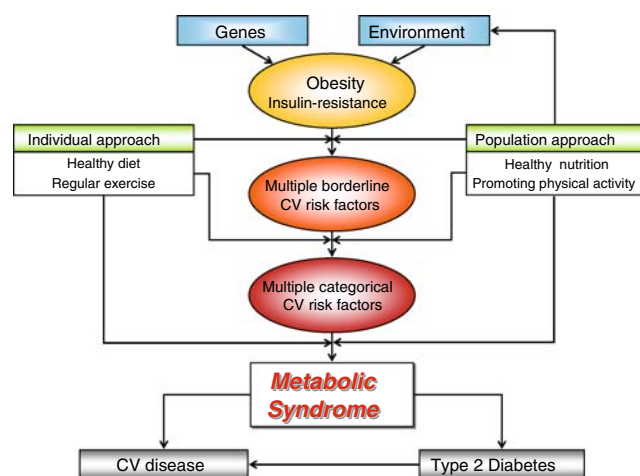 Genes
Environment
Obesity
Insulin-resistance
Individual approach
Healthy diet
Regular exercise
Population approach
Healthy nutrition
Promoting physical activity
Multiple borderline
CV risk factors
Multiple categorical
CV risk factors
Metabolic
Syndrome
CV disease
Type 2 Diabetes